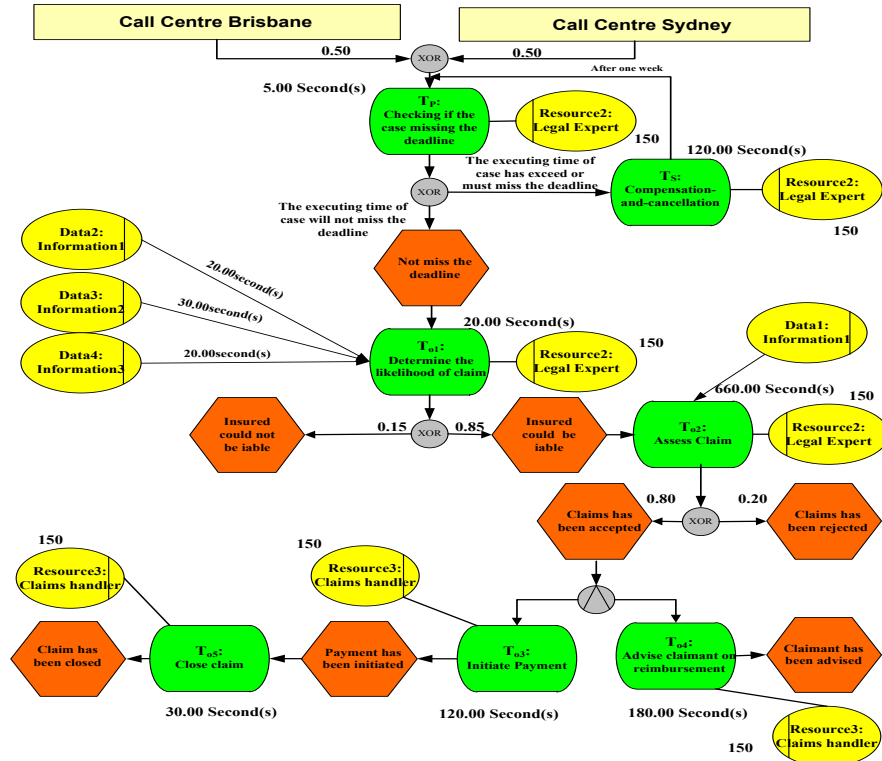 Call Centre Brisbane
Call Centre Sydney
0.50
XOR
0.50
After one week
5.00 Second(s)
T_P:
Checking if the
case missing the
deadline
Resource2:
Legal Expert
150
120.00 Second(s)
The executing time of
case has exceed or
must miss the deadline
T_S:
Compensation-
and-cancellation
Resource2:
Legal Expert
150
XOR
The executing time of
case will not miss the
deadline
Data2:
Information1
20.00second(s)
Not miss the
deadline
Data3:
Information2
30.00second(s)
Data4:
Information3
20.00second(s)
20.00 Second(s)
T_o1:
Determine the
likelihood of claim
150
Resource2:
Legal Expert
Data1:
Information1
660.00 Second(s)
150
Insured
could not
be iable
0.15
XOR
0.85
Insured
could be
iable
T_o2:
Assess Claim
Resource2:
Legal Expert
Claims has
been accepted
0.80
XOR
0.20
Claims has
been rejected
150
Resource3:
Claims handler
150
Resource3:
Claims handler
Claim has
been closed
T_o5:
Close claim
Payment has
been initiated
T_o3:
Initiate Payment
T_o4:
Advise claimant on
reimbursement
Claimant has
been advised
30.00 Second(s)
120.00 Second(s)
180.00 Second(s)
150
Resource3:
Claims handler